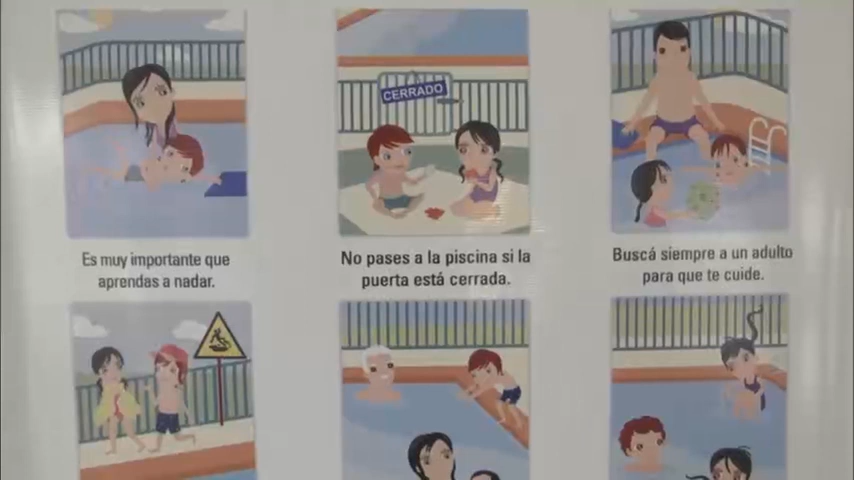 CERRADO
Es muy importante que
aprendas a nadar.
No pases a la piscina si la
puerta está cerrada.
Buscá siempre a un adulto
para que te cuide.